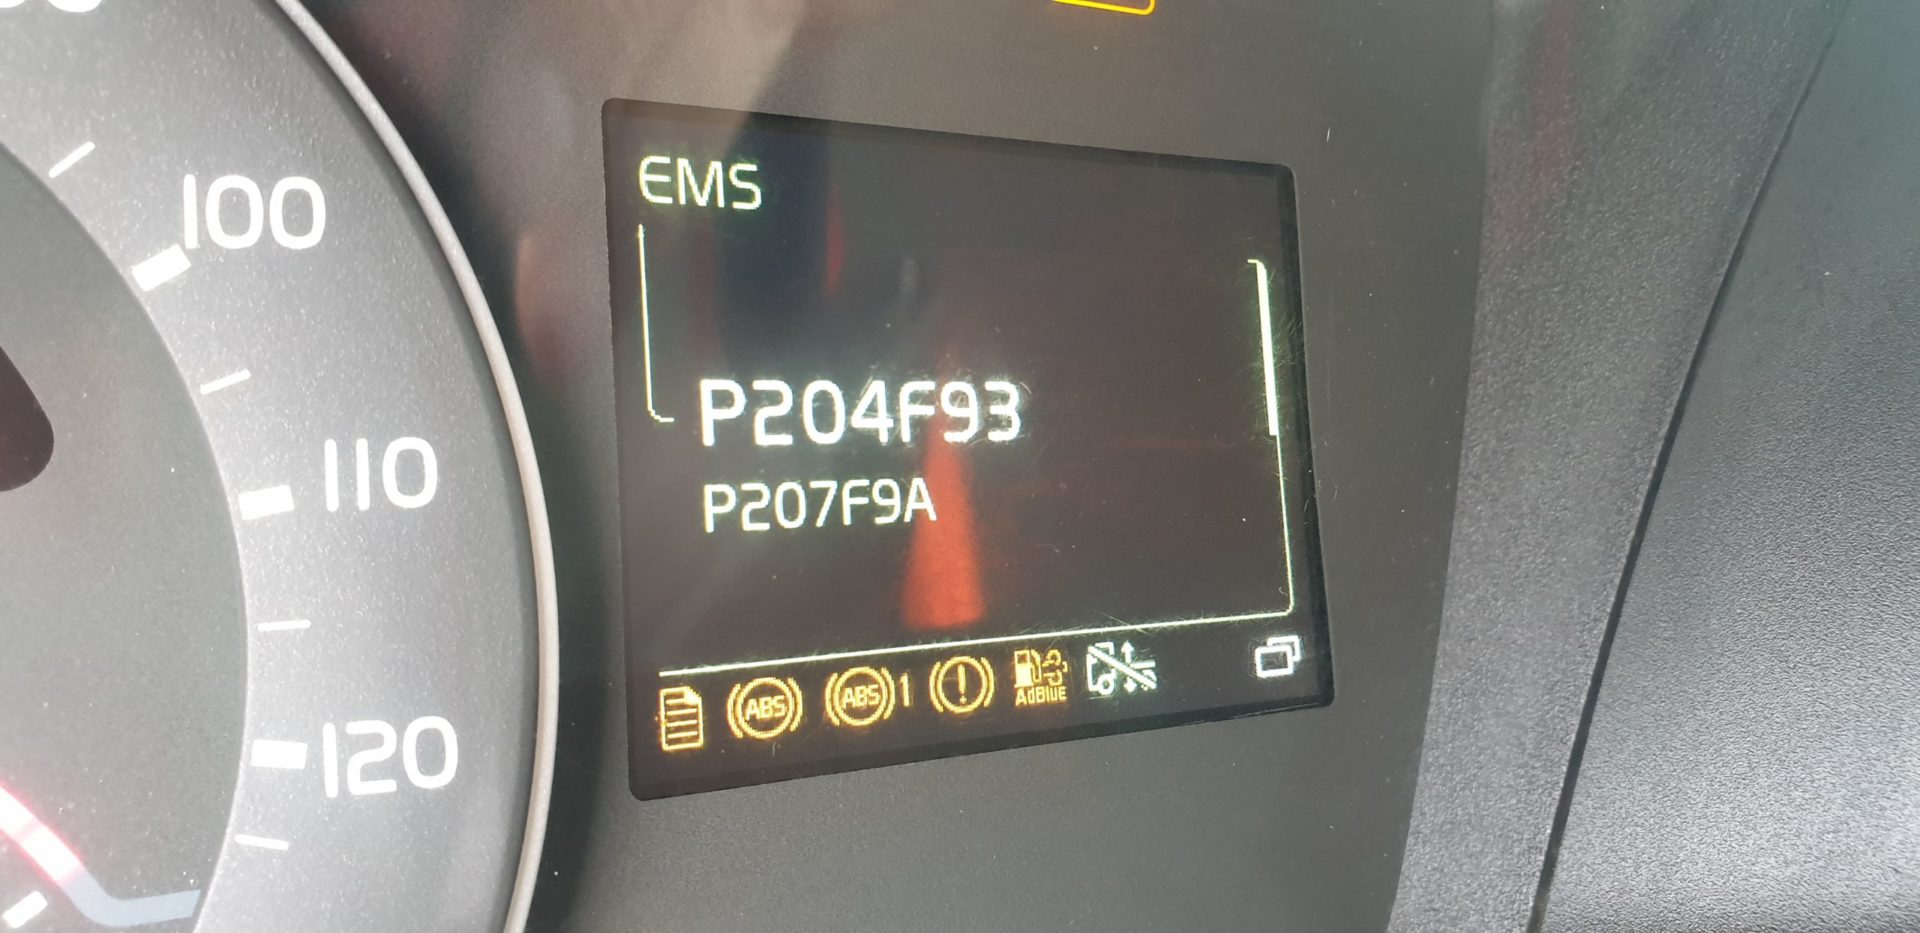 100
110
120
EMS
P204F93
P207F9A
ABS
ABS 1
!
AdBlue